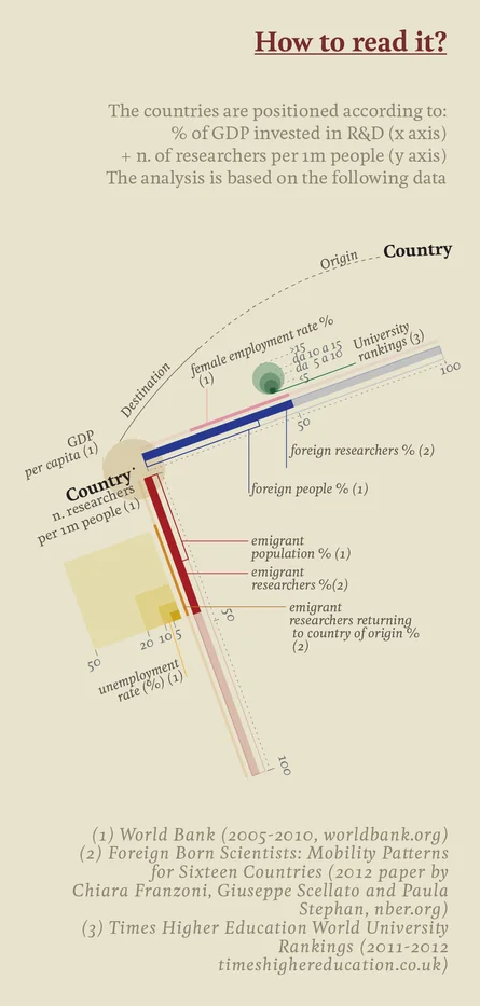 How to read it?
The countries are positioned according to:
% of GDP invested in R&D (x axis)
+ n. of researchers per 1m people (y axis)
The analysis is based on the following data
Origin
Country
Destination
female employment rate %
(1)
>15
da 10 a 15
da 5 a 10
<5
University
rankings (3)
100
50
GDP
per capita (1)
Country
n. researchers
per 1m people (1)
foreign researchers % (2)
foreign people % (1)
emigrant
population % (1)
emigrant
researchers %(2)
emigrant
researchers returning
to country of origin %
(2)
50
50
20
10
5
unemployment
rate (%) (1)
100
(1) World Bank (2005-2010, worldbank.org)
(2) Foreign Born Scientists: Mobility Patterns
for Sixteen Countries (2012 paper by
Chiara Franzoni, Giuseppe Scellato and Paula
Stephan, nber.org)
(3) Times Higher Education World University
Rankings (2011-2012
timeshighereducation.co.uk)